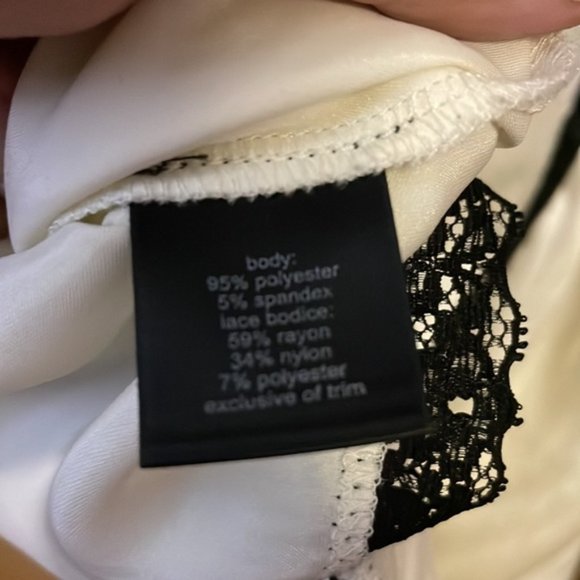 body:
95% polyester
5% spandex
lace bodice:
59% rayon
34% nylon
7% polyester
exclusive of trim